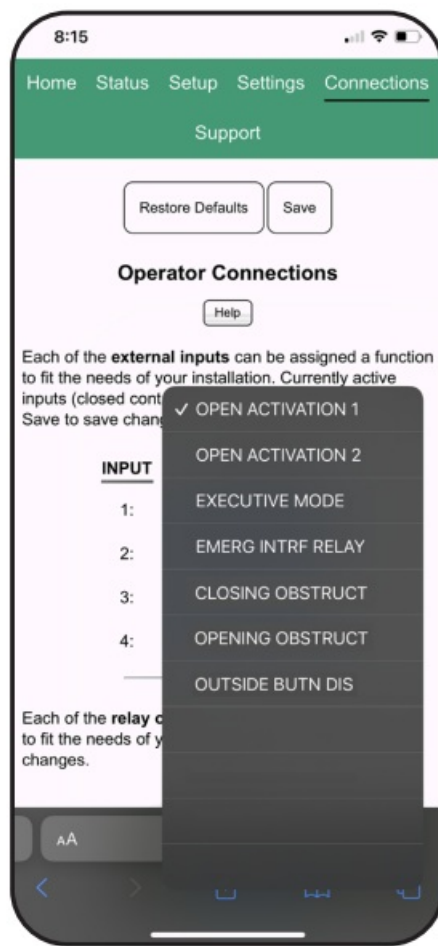 8:15
Home Status Setup Settings Connections
Support
Restore Defaults Save
Operator Connections
Help
Each of the external inputs can be assigned a function
to fit the needs of your installation. Currently active
inputs (closed cont
Save to save chang
✓ OPEN ACTIVATION 1
OPEN ACTIVATION 2
EXECUTIVE MODE
EMERG INTRF RELAY
CLOSING OBSTRUCT
OPENING OBSTRUCT
OUTSIDE BUTN DIS
INPUT
1:
2:
3:
4:
Each of the relay
to fit the needs of y
changes.
AA